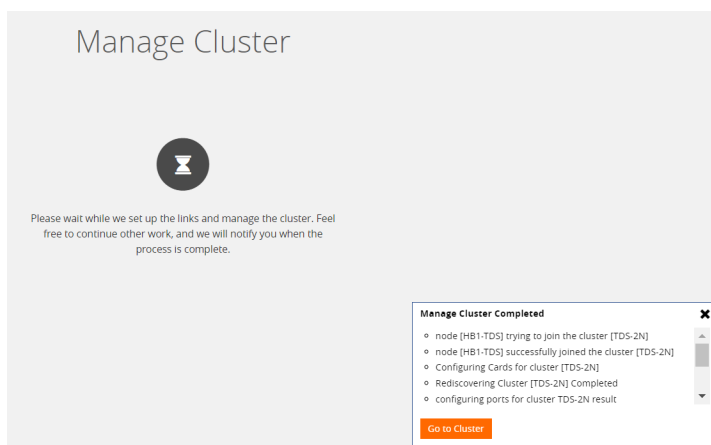 Manage Cluster
Please wait while we set up the links and manage the cluster. Feel
free to continue other work, and we will notify you when the
process is complete.
Manage Cluster Completed
node [HB1-TDS] trying to join the cluster [TDS-2N]
node [HB1-TDS] successfully joined the cluster [TDS-2N]
Configuring Cards for cluster [TDS-2N]
Rediscovering Cluster [TDS-2N] Completed
configuring ports for cluster TDS-2N result
Go to Cluster